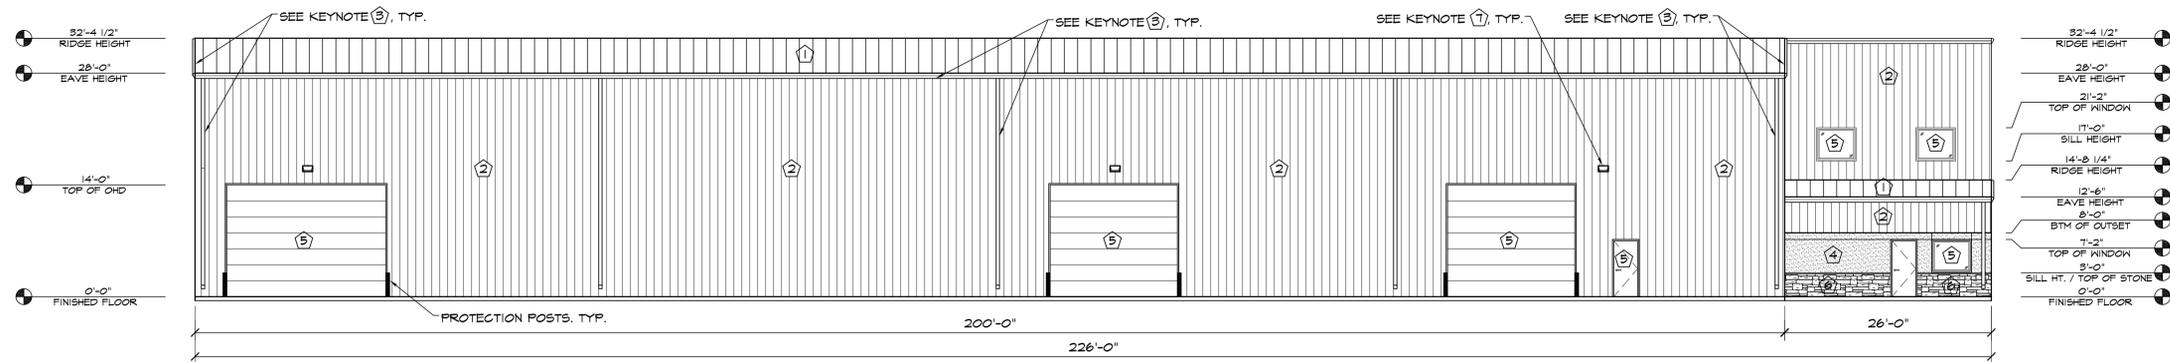 SEE KEYNOTE 3, TYP.
SEE KEYNOTE 3, TYP.
SEE KEYNOTE 7, TYP.
SEE KEYNOTE 3, TYP.
32'-4 1/2"
RIDGE HEIGHT
28'-0"
EAVE HEIGHT
14'-0"
TOP OF OHD
0'-0"
FINISHED FLOOR
1
2
2
2
2
2
5
5
1
2
5
5
5
5
4
5
6
6
PROTECTION POSTS. TYP.
32'-4 1/2"
RIDGE HEIGHT
28'-0"
EAVE HEIGHT
21'-2"
TOP OF WINDOW
17'-0"
SILL HEIGHT
14'-8 1/4"
RIDGE HEIGHT
12'-6"
EAVE HEIGHT
8'-0"
BTM OF OUTSET
7'-2"
TOP OF WINDOW
3'-0"
SILL HT. / TOP OF STONE
0'-0"
FINISHED FLOOR
200'-0"
26'-0"
226'-0"